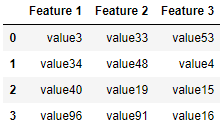 Feature 1 Feature 2 Feature 3
0 value3 value33 value53
1 value34 value48 value4
2 value40 value19 value15
3 value96 value91 value16